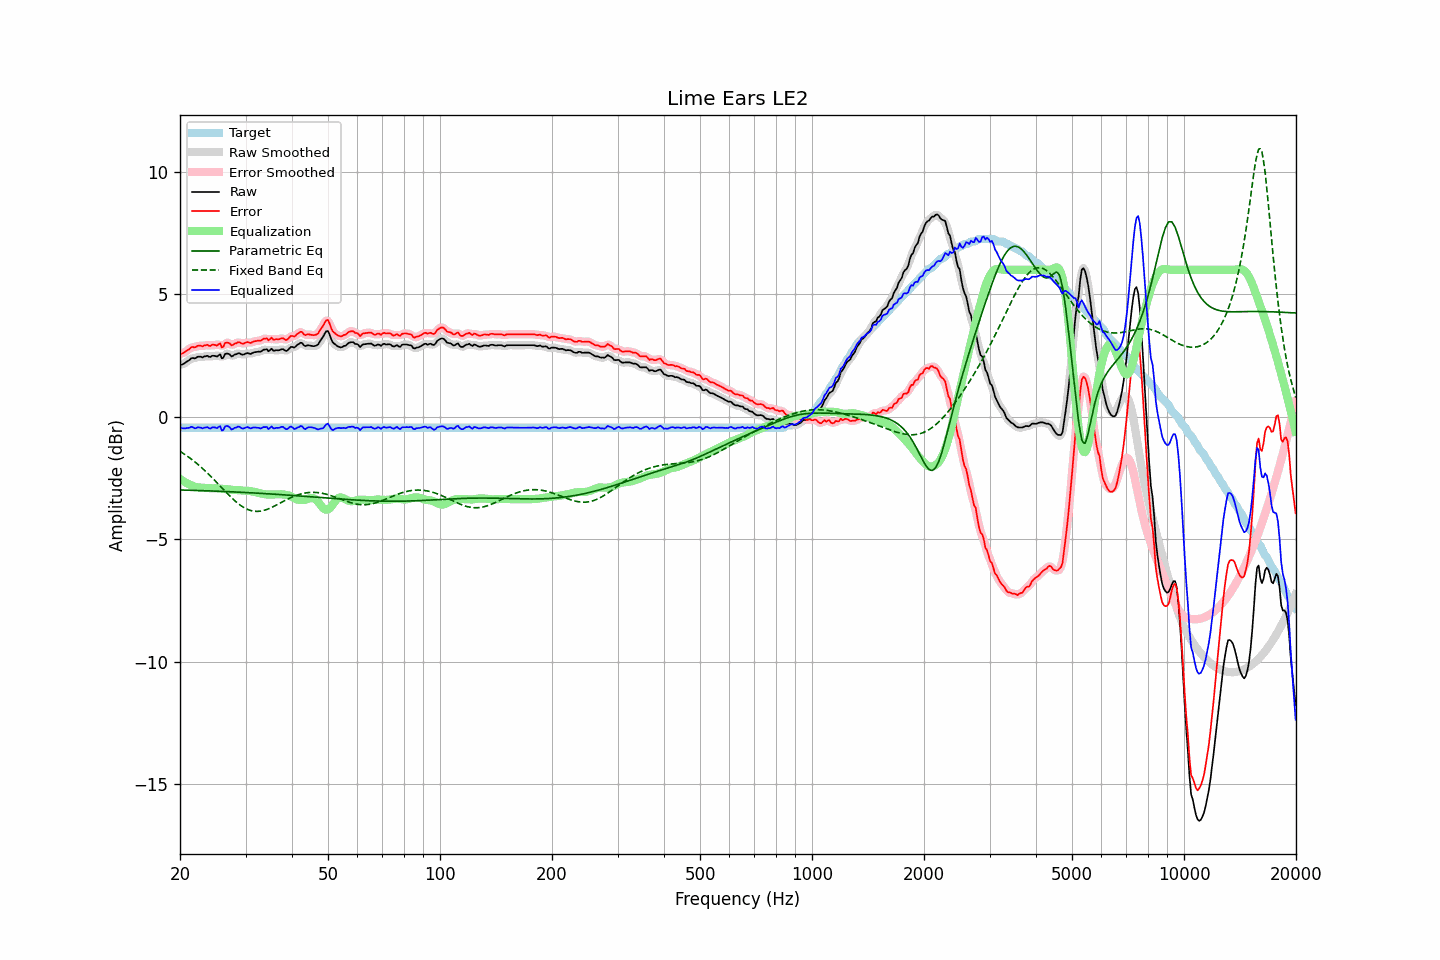 Lime Ears LE2
Target
Raw Smoothed
Error Smoothed
Raw
Error
Equalization
Parametric Eq
Fixed Band Eq
Equalized
10
5
0
−5
−10
−15
Amplitude (dBr)
20
50
100
200
500
1000
2000
5000
10000
20000
Frequency (Hz)